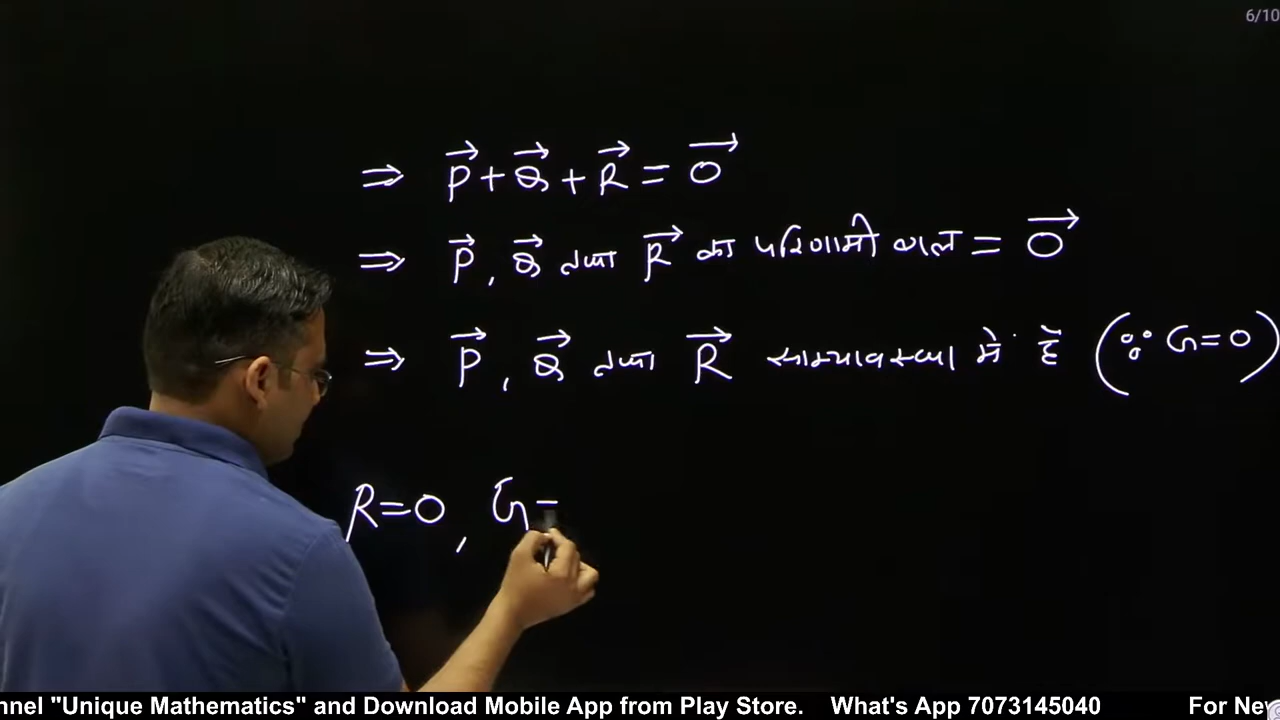 6/10
⇒ P⃗ + Q⃗ + R⃗ = 0⃗
⇒ P⃗ , Q⃗ तथा R⃗ का परिणामी बल = 0⃗
⇒ P⃗ , Q⃗ तथा R⃗ साम्यावस्था में है (∵ G = 0)
R = 0 , G =
nnel "Unique Mathematics" and Download Mobile App from Play Store. What's App 7073145040 For Ne